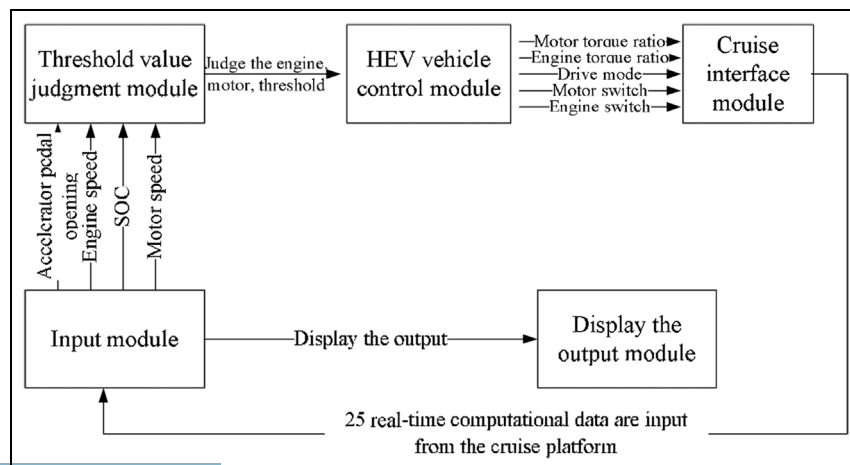 Threshold value
judgment module
Judge the engine,
motor, threshold
HEV vehicle
control module
Motor torque ratio
Engine torque ratio
Drive mode
Motor switch
Engine switch
Cruise
interface
module
Accelerator pedal
opening
Engine speed
SOC
Motor speed
Input module
Display the output
Display the
output module
25 real-time computational data are input
from the cruise platform